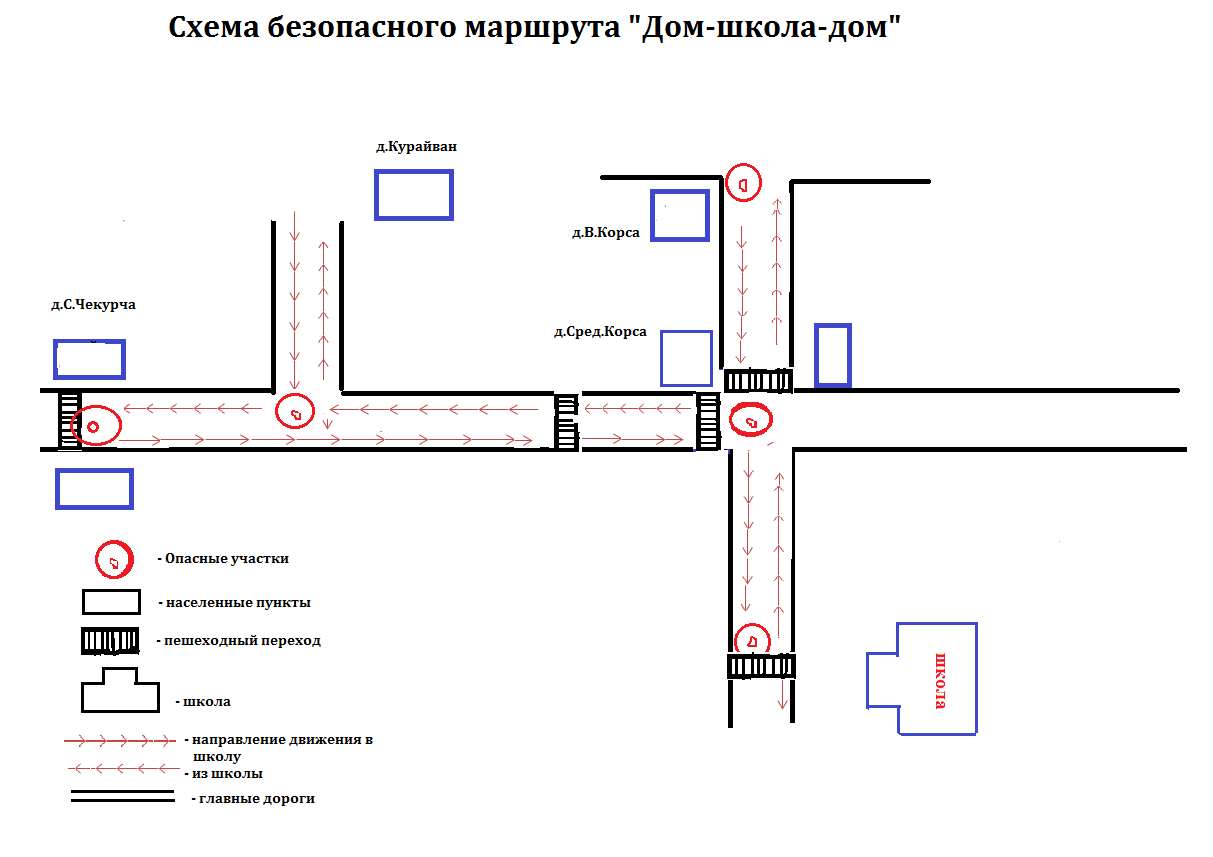 Схема безопасного маршрута "Дом-школа-дом"
д.Курайван
д.В.Корса
д.С.Чекурча
д.Сред.Корса
- Опасные участки
- населенные пункты
- пешеходный переход
- школа
школа
- направление движения в
школу
- из школы
- главные дороги